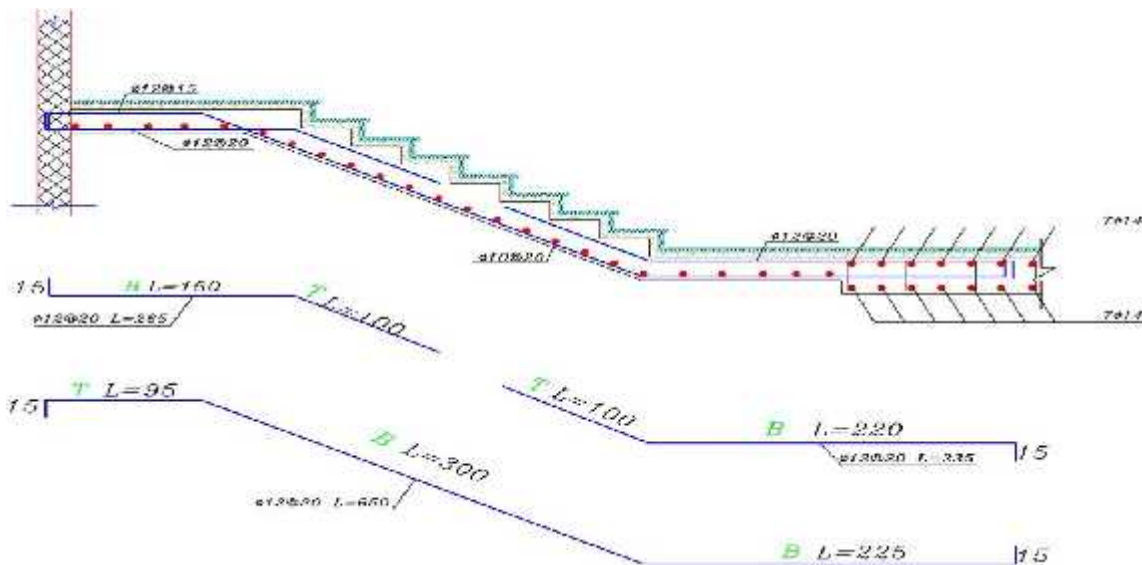 ø12@15
ø12@20
ø10@20
ø12@20
7ø14
7ø14
15
B L=150
T L=100
ø12@20 L=265
15
T L=95
B L=300
ø12@20 L=650
T L=100
B L=220
ø12@20 L=335
15
B L=225
15